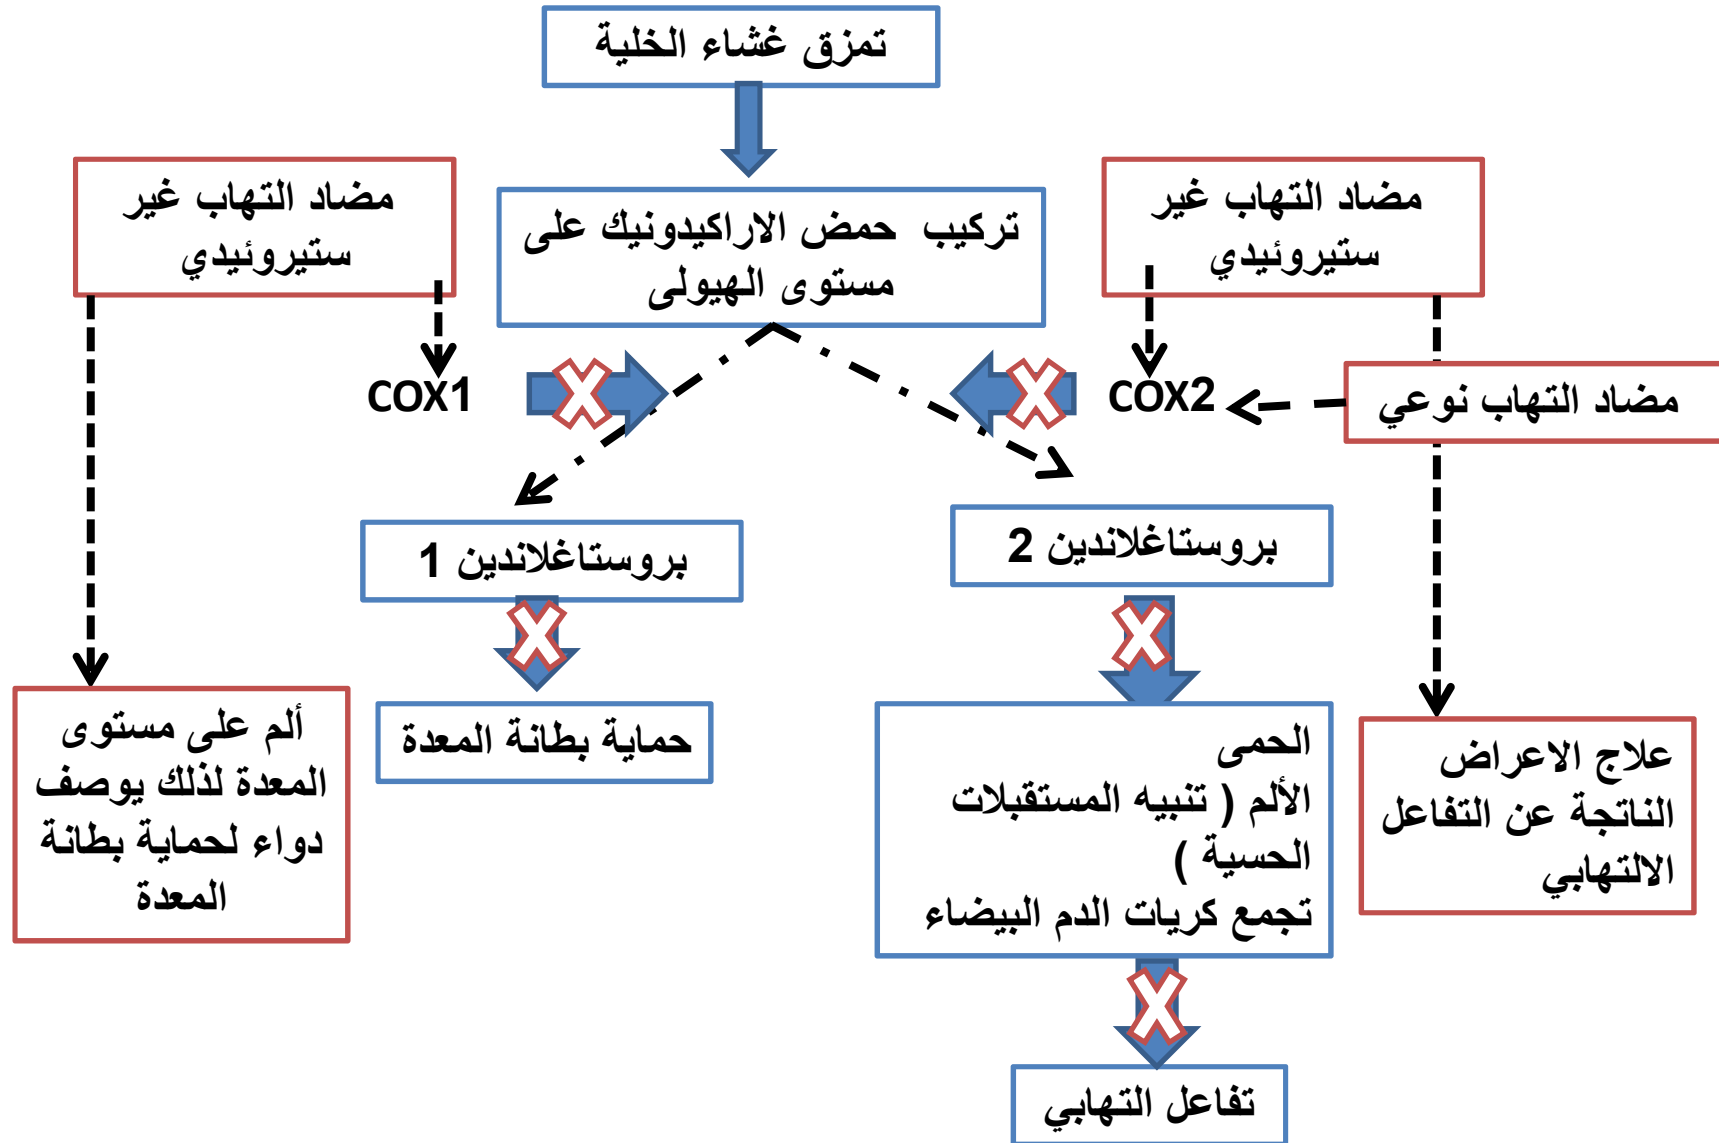 تمزق غشاء الخلية
مضاد التهاب غير
ستيروئيدي
تركيب حمض الاراكيدونيك على
مستوى الهيولى
مضاد التهاب غير
ستيروئيدي
COX1
COX2
مضاد التهاب نوعي
بروستاغلاندين 1
بروستاغلاندين 2
ألم على مستوى
المعدة لذلك يوصف
دواء لحماية بطانة
المعدة
حماية بطانة المعدة
الحمى
الألم ( تنبيه المستقبلات
الحسية )
تجمع كريات الدم البيضاء
علاج الاعراض
الناتجة عن التفاعل
الالتهابي
تفاعل التهابي